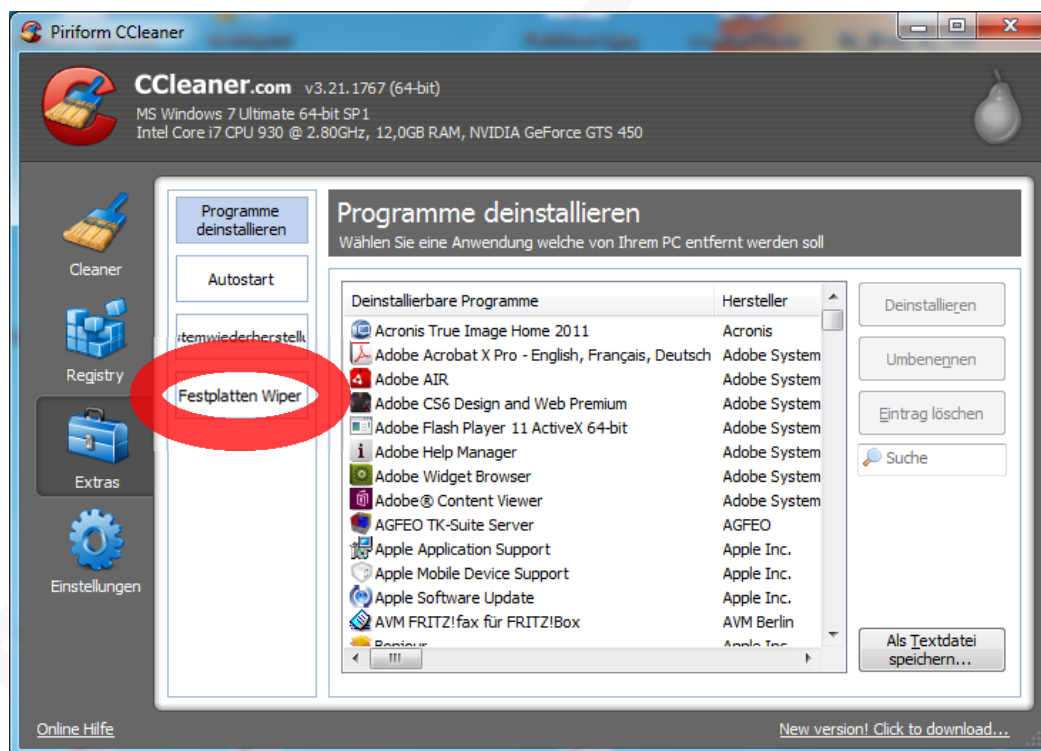 Piriform CCleaner
CCleaner.com v3.21.1767 (64-bit)
MS Windows 7 Ultimate 64-bit SP1
Intel Core i7 CPU 930 @ 2.80GHz, 12,0GB RAM, NVIDIA GeForce GTS 450
Cleaner
Registry
Extras
Einstellungen
Programme
deinstallieren
Autostart
stemwiederherstellu
Festplatten Wiper
Programme deinstallieren
Wählen Sie eine Anwendung welche von Ihrem PC entfernt werden soll
Deinstallierbare Programme Hersteller
Acronis True Image Home 2011 Acronis
Adobe Acrobat X Pro - English, Français, Deutsch Adobe System
Adobe AIR Adobe System
Adobe CS6 Design and Web Premium Adobe System
Adobe Flash Player 11 ActiveX 64-bit Adobe System
Adobe Help Manager Adobe System
Adobe Widget Browser Adobe System
Adobe® Content Viewer Adobe System
AGFEO TK-Suite Server AGFEO
Apple Application Support Apple Inc.
Apple Mobile Device Support Apple Inc.
Apple Software Update Apple Inc.
AVM FRITZ!fax für FRITZ!Box AVM Berlin
Bonjour Apple Inc.
Deinstallieren
Umbenennen
Eintrag löschen
Suche
Als Textdatei
speichern...
Online Hilfe
New version! Click to download...